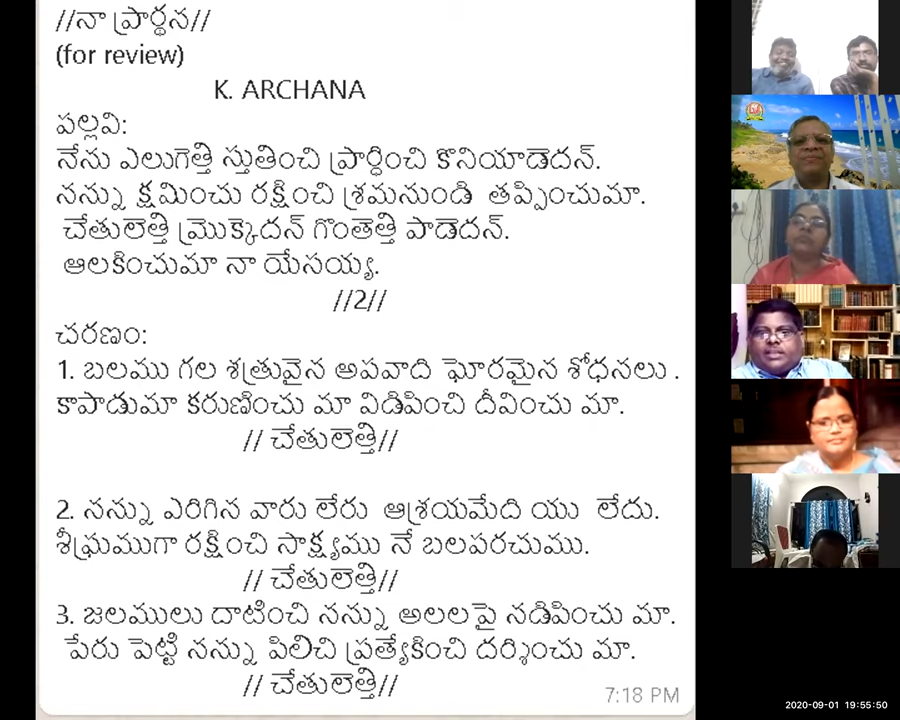 //నా ప్రార్థన//
(for review)
K. ARCHANA
పల్లవి:
నేను ఎలుగెత్తి స్తుతించి ప్రార్ధించి కొనియాడెదన్.
నన్ను క్షమించు రక్షించి శ్రమనుండి తప్పించుమా.
చేతులెత్తి మ్రొక్కెదన్ గొంతెత్తి పాడెదన్.
ఆలకించుమా నా యేసయ్య.
//2//
చరణం:
1. బలము గల శత్రువైన అపవాది ఘోరమైన శోధనలు .
కాపాడుమా కరుణించు మా విడిపించి దీవించు మా.
// చేతులెత్తి//
2. నన్ను ఎరిగిన వారు లేరు ఆశ్రయమేది యు లేదు.
శీఘ్రముగా రక్షించి సాక్ష్యము నే బలపరచుము.
// చేతులెత్తి//
3. జలములు దాటించి నన్ను అలలపై నడిపించు మా.
పేరు పెట్టి నన్ను పిలిచి ప్రత్యేకించి దర్శించు మా.
// చేతులెత్తి//
7:18 PM
2020-09-01 19:55:50